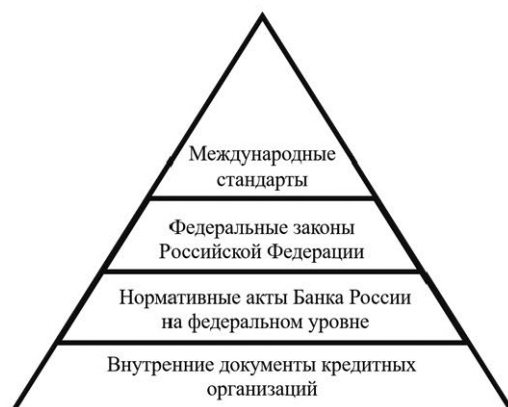 Международные
стандарты
Федеральные законы
Российской Федерации
Нормативные акты Банка России
на федеральном уровне
Внутренние документы кредитных
организаций